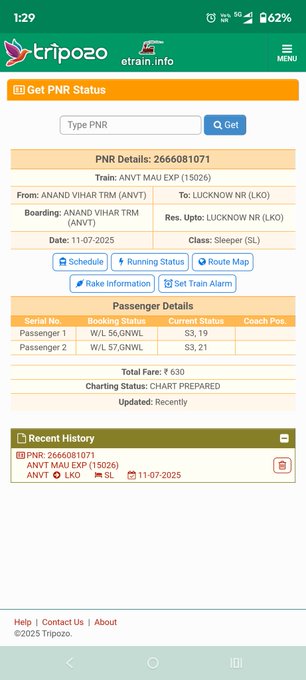 1:29
Vo%
NR
5G
62%
tripozo
etrain.info
MENU
Get PNR Status
Type PNR
Get
PNR Details: 2666081071
Train: ANVT MAU EXP (15026)
From: ANAND VIHAR TRM (ANVT) To: LUCKNOW NR (LKO)
Boarding: ANAND VIHAR TRM (ANVT) Res. Upto: LUCKNOW NR (LKO)
Date: 11-07-2025 Class: Sleeper (SL)
Schedule Running Status Route Map
Rake Information Set Train Alarm
Passenger Details
Serial No. Booking Status Current Status Coach Pos.
Passenger 1 W/L 56,GNWL S3, 19
Passenger 2 W/L 57,GNWL S3, 21
Total Fare: ₹ 630
Charting Status: CHART PREPARED
Updated: Recently
Recent History
PNR: 2666081071
ANVT MAU EXP (15026)
ANVT LKO SL 11-07-2025
Help | Contact Us | About
©2025 Tripozo.